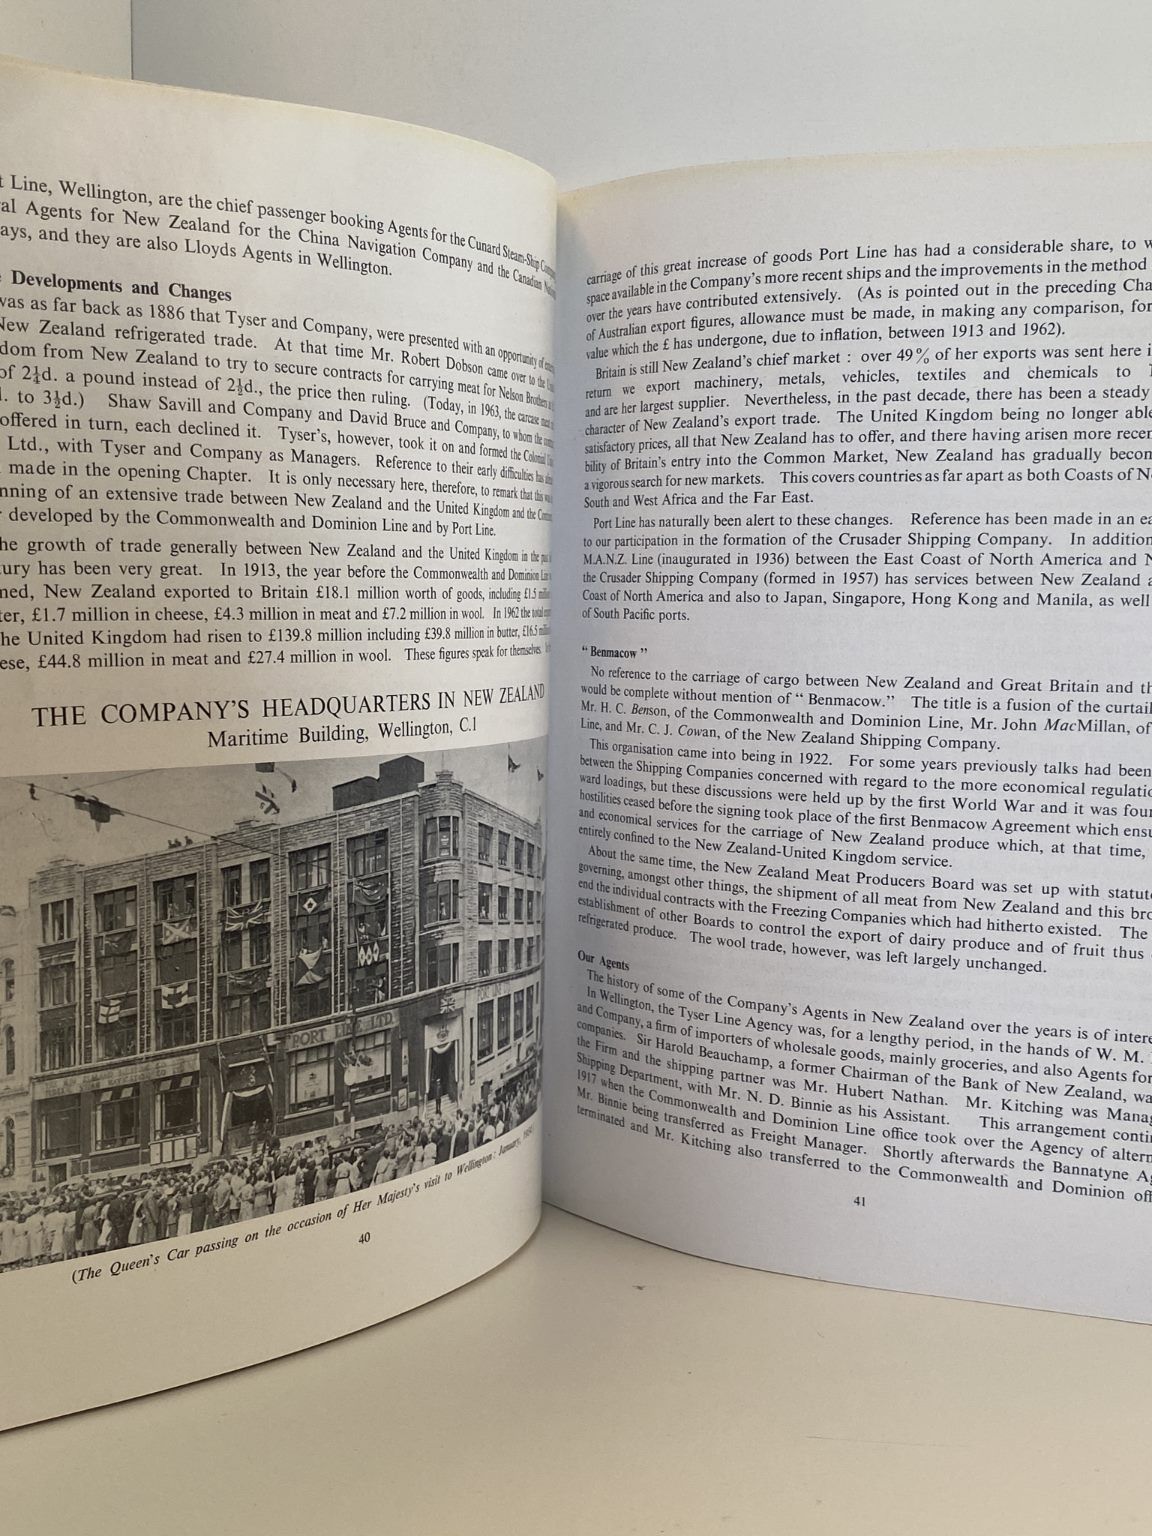 t Line, Wellington, are the chief passenger booking Agents for the Cunard Steam-Ship
al Agents for New Zealand for the China Navigation Company and the Canadian
ays, and they are also Lloyds Agents in Wellington.
Developments and Changes
was as far back as 1886 that Tyser and Company, were presented with an opportunity of
New Zealand refrigerated trade. At that time Mr. Robert Dobson came over to the
dom from New Zealand to try to secure contracts for carrying meat for Nelson Brothers
of 2¼d. a pound instead of 2½d., the price then ruling. (Today, in 1963, the carcase
. to 3½d.) Shaw Savill and Company and David Bruce and Company, to whom the
offered in turn, each declined it. Tyser's, however, took it on and formed the Colonial
Ltd., with Tyser and Company as Managers. Reference to their early difficulties has
made in the opening Chapter. It is only necessary here, therefore, to remark that this
nning of an extensive trade between New Zealand and the United Kingdom and the
developed by the Commonwealth and Dominion Line and by Port Line.
he growth of trade generally between New Zealand and the United Kingdom in the
ury has been very great. In 1913, the year before the Commonwealth and Dominion
ned, New Zealand exported to Britain £18.1 million worth of goods, including
ter, £1.7 million in cheese, £4.3 million in meat and £7.2 million in wool. In 1962 the total
he United Kingdom had risen to £139.8 million including £39.8 million in butter, £16.5
ese, £44.8 million in meat and £27.4 million in wool. These figures speak for themselves.
THE COMPANY'S HEADQUARTERS IN NEW ZEALAND
Maritime Building, Wellington, C.1
PORT LINE LTD
(The Queen's Car passing on the occasion of Her Majesty's visit to Wellington: January,
40
carriage of this great increase of goods Port Line has had a considerable share, to w
space available in the Company's more recent ships and the improvements in the method
over the years have contributed extensively. (As is pointed out in the preceding Cha
of Australian export figures, allowance must be made, in making any comparison, for
value which the £ has undergone, due to inflation, between 1913 and 1962).
Britain is still New Zealand's chief market : over 49% of her exports was sent here i
return we export machinery, metals, vehicles, textiles and chemicals to
and are her largest supplier. Nevertheless, in the past decade, there has been a steady
character of New Zealand's export trade. The United Kingdom being no longer able
satisfactory prices, all that New Zealand has to offer, and there having arisen more recen
bility of Britain's entry into the Common Market, New Zealand has gradually becom
a vigorous search for new markets. This covers countries as far apart as both Coasts of N
South and West Africa and the Far East.
Port Line has naturally been alert to these changes. Reference has been made in an ea
to our participation in the formation of the Crusader Shipping Company. In addition
M.A.N.Z. Line (inaugurated in 1936) between the East Coast of North America and N
the Crusader Shipping Company (formed in 1957) has services between New Zealand a
Coast of North America and also to Japan, Singapore, Hong Kong and Manila, as well
of South Pacific ports.
" Benmacow "
No reference to the carriage of cargo between New Zealand and Great Britain and th
would be complete without mention of " Benmacow." The title is a fusion of the curtail
Mr. H. C. Benson, of the Commonwealth and Dominion Line, Mr. John MacMillan, of
Line, and Mr. C. J. Cowan, of the New Zealand Shipping Company.
This organisation came into being in 1922. For some years previously talks had been
between the Shipping Companies concerned with regard to the more economical regulatio
ward loadings, but these discussions were held up by the first World War and it was four
hostilities ceased before the signing took place of the first Benmacow Agreement which ensu
and economical services for the carriage of New Zealand produce which, at that time,
entirely confined to the New Zealand-United Kingdom service.
About the same time, the New Zealand Meat Producers Board was set up with statut
governing, amongst other things, the shipment of all meat from New Zealand and this bro
end the individual contracts with the Freezing Companies which had hitherto existed. The
establishment of other Boards to control the export of dairy produce and of fruit thus
refrigerated produce. The wool trade, however, was left largely unchanged.
Our Agents
The history of some of the Company's Agents in New Zealand over the years is of intere
In Wellington, the Tyser Line Agency was, for a lengthy period, in the hands of W. M.
and Company, a firm of importers of wholesale goods, mainly groceries, and also Agents for
companies. Sir Harold Beauchamp, a former Chairman of the Bank of New Zealand, wa
the Firm and the shipping partner was Mr. Hubert Nathan. Mr. Kitching was Manag
Shipping Department, with Mr. N. D. Binnie as his Assistant. This arrangement conti
1917 when the Commonwealth and Dominion Line office took over the Agency of altern
Mr. Binnie being transferred as Freight Manager. Shortly afterwards the Bannatyne Ag
terminated and Mr. Kitching also transferred to the Commonwealth and Dominion off
41